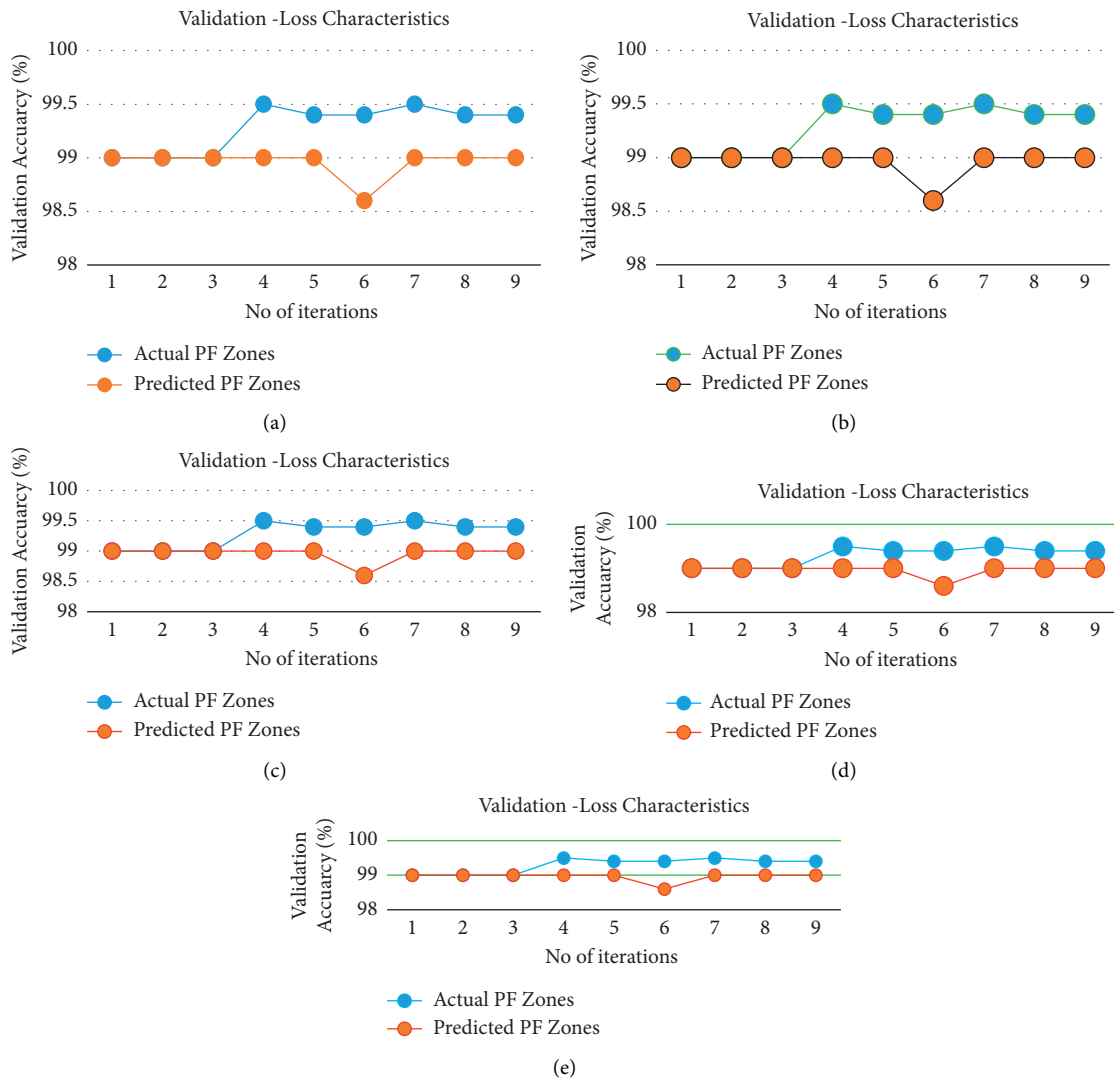 Validation -Loss Characteristics
Validation Accuarcy (%)
100
99.5
99
98.5
98
1 2 3 4 5 6 7 8 9
No of iterations
Actual PF Zones
Predicted PF Zones
(a)
Validation -Loss Characteristics
Validation Accuarcy (%)
100
99.5
99
98.5
98
1 2 3 4 5 6 7 8 9
No of iterations
Actual PF Zones
Predicted PF Zones
(b)
Validation -Loss Characteristics
Validation Accuarcy (%)
100
99.5
99
98.5
98
1 2 3 4 5 6 7 8 9
No of iterations
Actual PF Zones
Predicted PF Zones
(c)
Validation -Loss Characteristics
Validation
Accuarcy (%)
100
98
1 2 3 4 5 6 7 8 9
No of iterations
Actual PF Zones
Predicted PF Zones
(d)
Validation -Loss Characteristics
Validation
Accuarcy (%)
100
99
98
1 2 3 4 5 6 7 8 9
No of iterations
Actual PF Zones
Predicted PF Zones
(e)